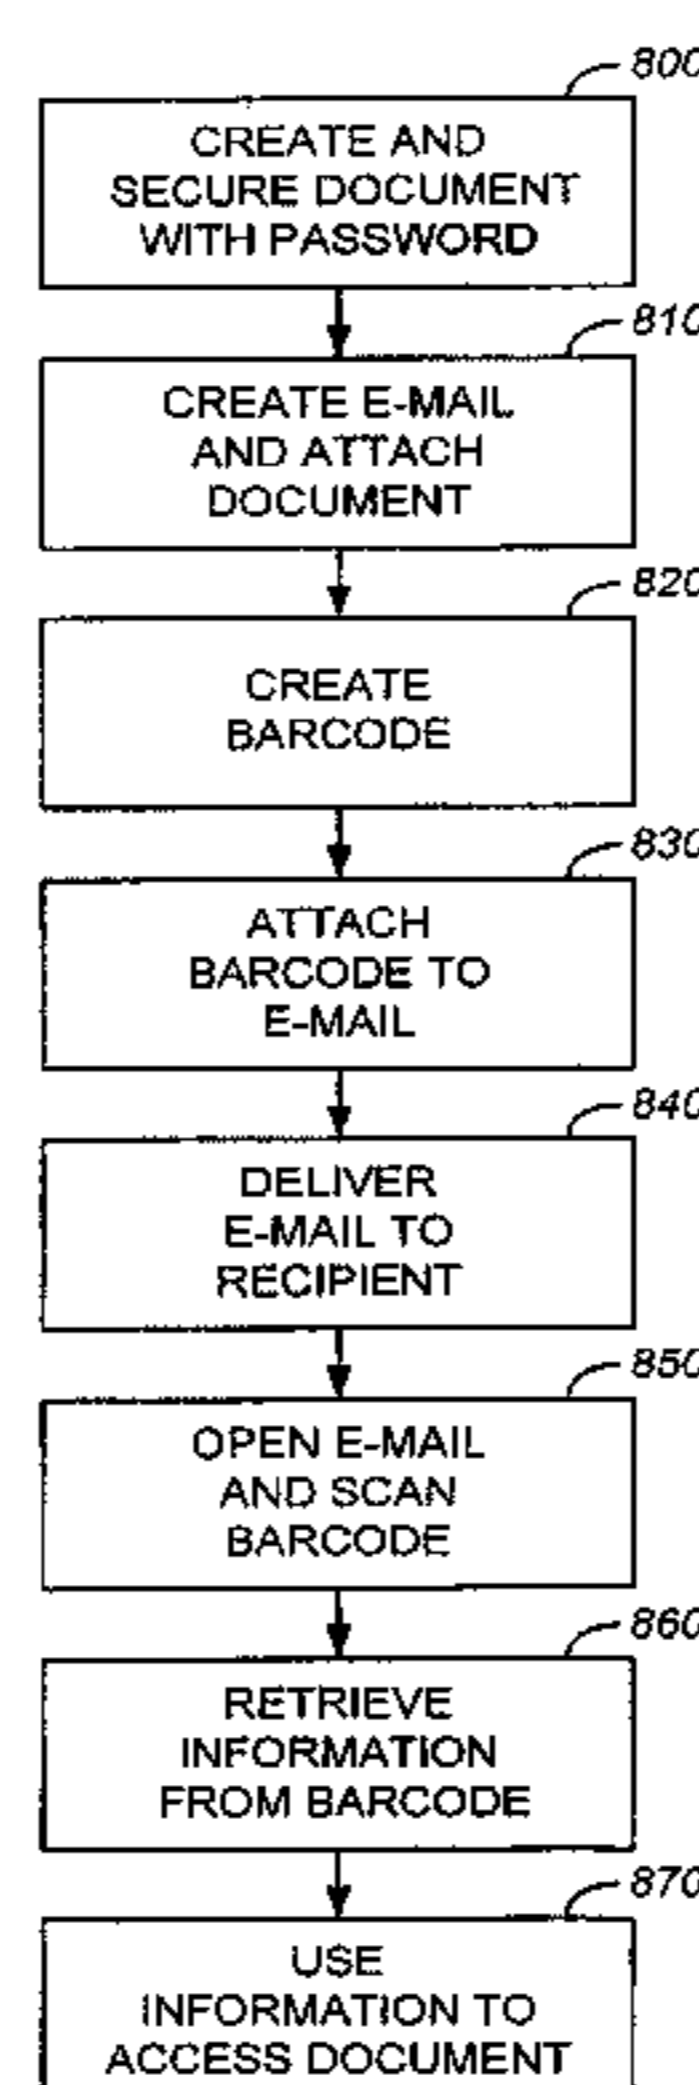 800
CREATE AND
SECURE DOCUMENT
WITH PASSWORD
810
CREATE E-MAIL
AND ATTACH
DOCUMENT
820
CREATE
BARCODE
830
ATTACH
BARCODE TO
E-MAIL
840
DELIVER
E-MAIL TO
RECIPIENT
850
OPEN E-MAIL
AND SCAN
BARCODE
860
RETRIEVE
INFORMATION
FROM BARCODE
870
USE
INFORMATION TO
ACCESS DOCUMENT